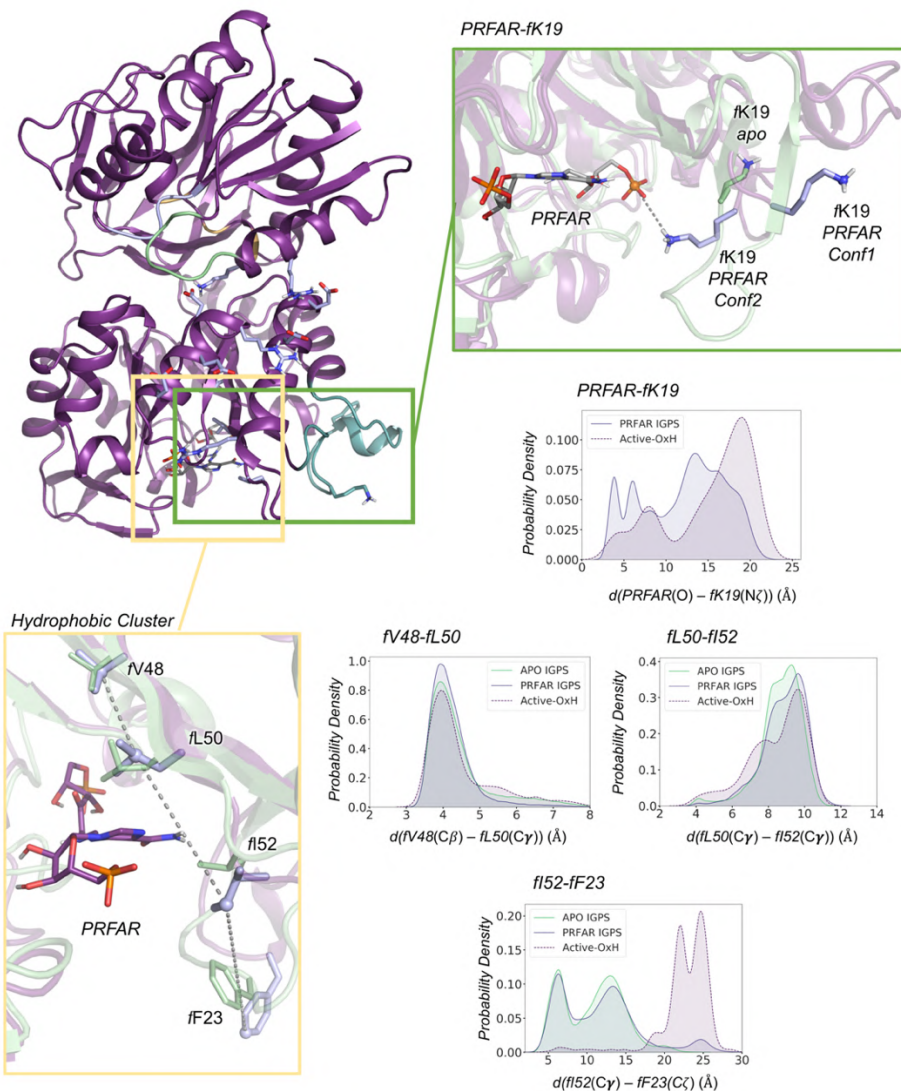 PRFAR-fK19
fK19
apo
PRFAR
fK19
PRFAR
Conf2
fK19
PRFAR
Conf1
PRFAR-fK19
PRFAR IGPS
Active-OxH
Probability Density
0.100
0.075
0.050
0.025
0.000
0 5 10 15 20 25
d(PRFAR(O) – fK19(Nζ)) (Å)
Hydrophobic Cluster
fV48
fL50
fI52
PRFAR
fF23
fV48-fL50
APO IGPS
PRFAR IGPS
Active-OxH
Probability Density
1.0
0.8
0.6
0.4
0.2
0.0
2 3 4 5 6 7 8
d(fV48(Cβ) – fL50(Cγ)) (Å)
fL50-fI52
APO IGPS
PRFAR IGPS
Active-OxH
Probability Density
0.4
0.3
0.2
0.1
0.0
2 4 6 8 10 12 14
d(fL50(Cγ) – fI52(Cγ)) (Å)
fI52-fF23
APO IGPS
PRFAR IGPS
Active-OxH
Probability Density
0.20
0.15
0.10
0.05
0.00
5 10 15 20 25 30
d(fI52(Cγ) – fF23(Cζ) (Å)